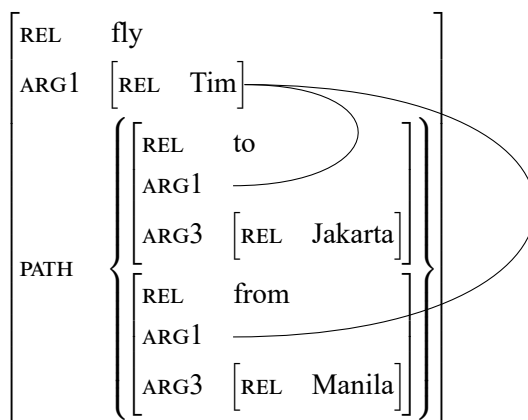 REL fly
ARG1 [REL Tim]
REL to
ARG1
ARG3 [REL Jakarta]
PATH
REL from
ARG1
ARG3 [REL Manila]